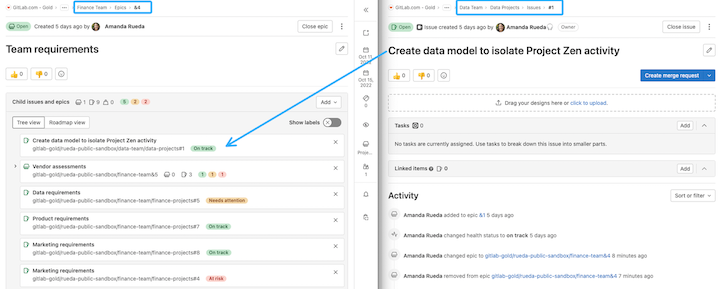 GitLab.com - Gold › ··· › Finance Team › Epics › &4
Open Created 5 days ago by Amanda Rueda Close epic
Team requirements
👍 0 👎 0
Child issues and epics 1 9 0 5 2 2 Add
Tree view Roadmap view Show labels
Create data model to isolate Project Zen activity
gitlab-gold/rueda-public-sandbox/data-team/data-projects#1 On track
Vendor assessments
gitlab-gold/rueda-public-sandbox/finance-team&5 0 3 1 1 1
Data requirements
gitlab-gold/rueda-public-sandbox/finance-team/finance-projects#5 Needs attention
Product requirements
gitlab-gold/rueda-public-sandbox/finance-team/finance-projects#7 On track
Marketing requirements
gitlab-gold/rueda-public-sandbox/finance-team/finance-projects#6 On track
Marketing requirements
gitlab-gold/rueda-public-sandbox/finance-team/finance-projects#4 At risk
Oct 11,
2022
Oct 15,
2022
0
Proje...
1
GitLab.com - Gold › ··· › Data Team › Data Projects › Issues › #1
Open Issue created 5 days ago by Amanda Rueda Owner Close issue
Create data model to isolate Project Zen activity
👍 0 👎 0 Create merge request
Drag your designs here or click to upload.
Tasks 0 Add
No tasks are currently assigned. Use tasks to break down this issue into smaller parts.
Linked items 0 Add
Activity Sort or filter
Amanda Rueda added to epic &1 5 days ago
Amanda Rueda changed health status to on track 5 days ago
Amanda Rueda changed epic to gitlab-gold/rueda-public-sandbox/finance-team&4 8 minutes ago
Amanda Rueda removed from epic gitlab-gold/rueda-public-sandbox/finance-team&4 7 minutes ago